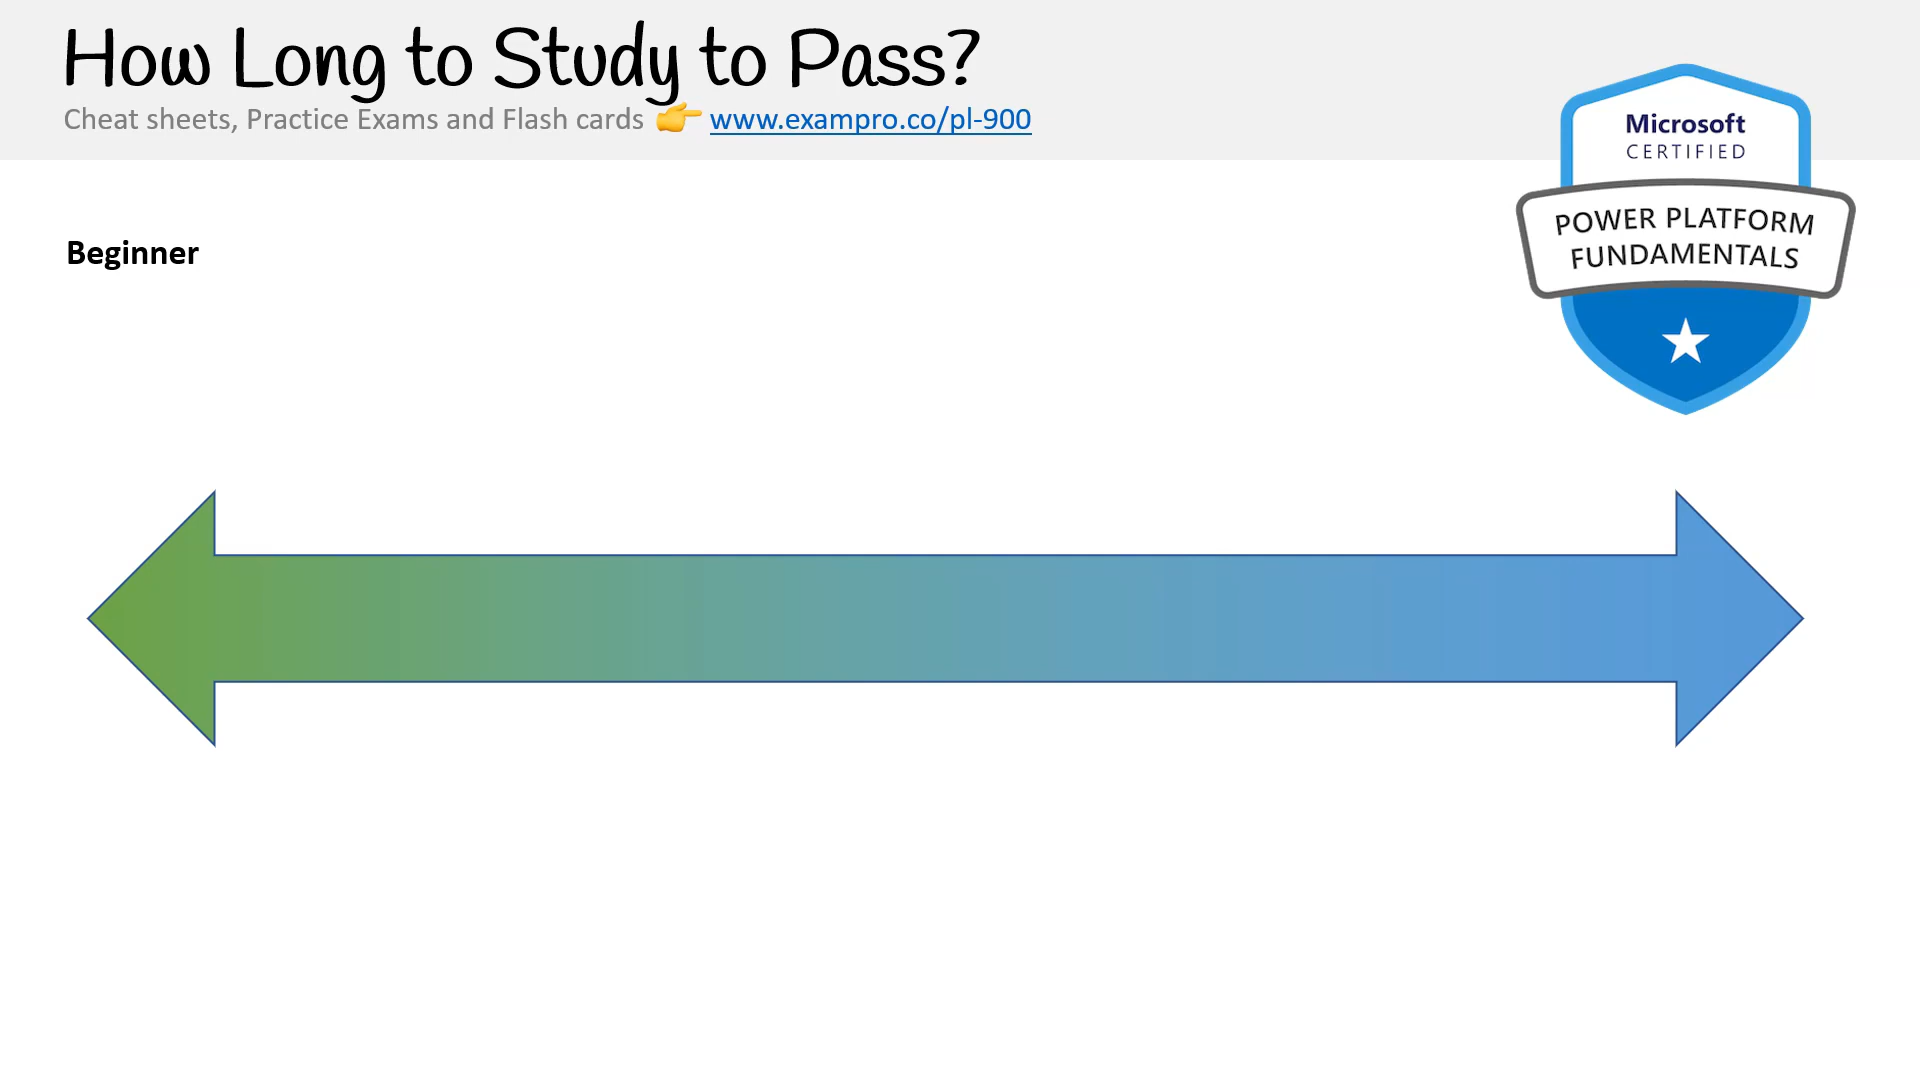 How Long to Study to Pass?
Cheat sheets, Practice Exams and Flash cards 👉 www.exampro.co/pl-900
Microsoft
CERTIFIED
POWER PLATFORM
FUNDAMENTALS
Beginner